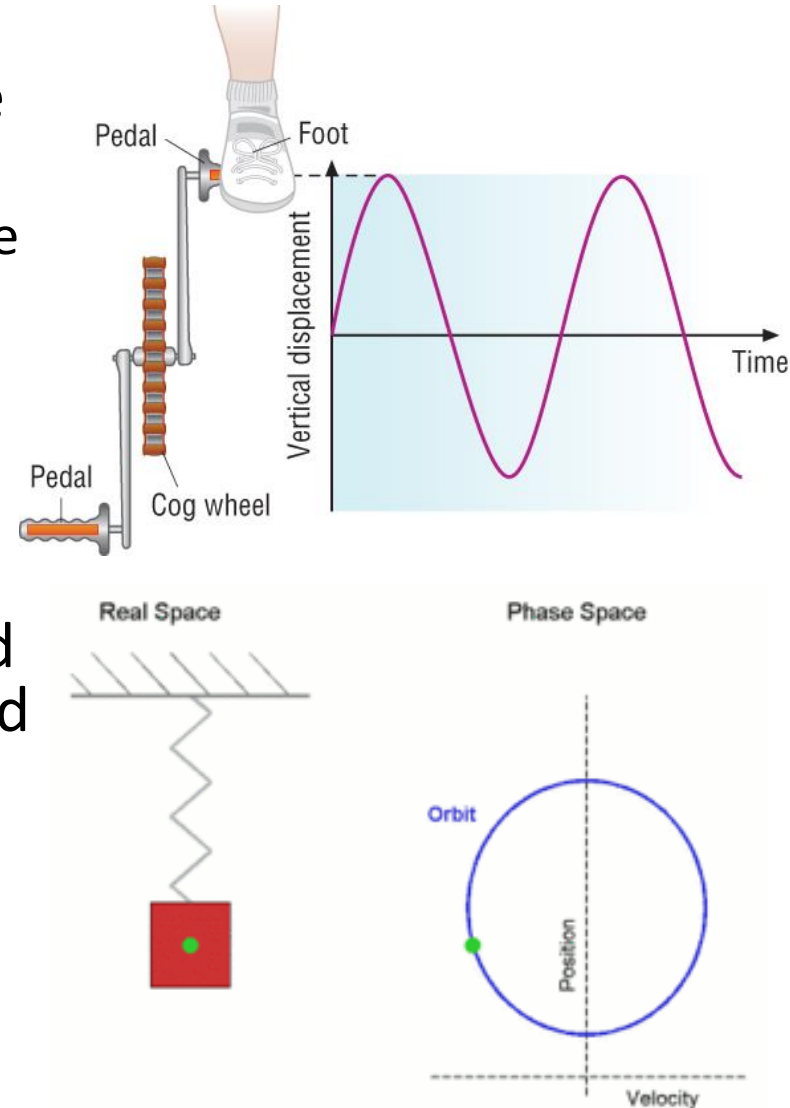 e
Pedal
Foot
e
Vertical displacement
Time
Pedal
Cog wheel
Real Space
Phase Space
d
d
Orbit
Position
Velocity